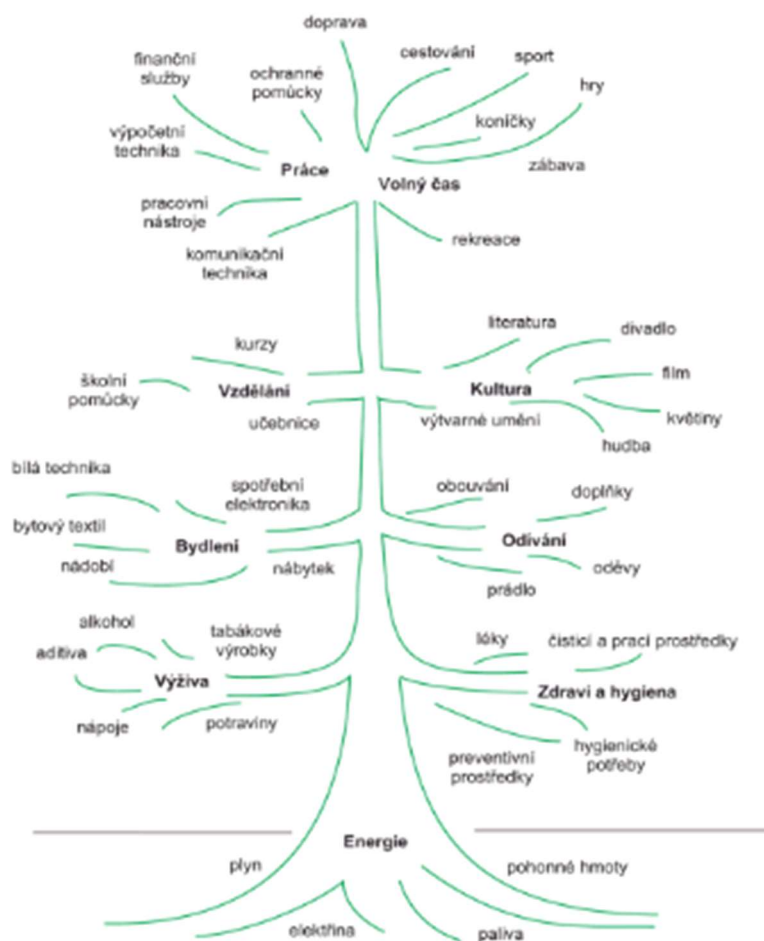 doprava
finanční
služby
ochranné
pomůcky
cestování
sport
hry
koníčky
výpočetní
technika
zábava
Práce
Volný čas
pracovní
nástroje
komunikační
technika
rekreace
literatura
divadlo
kurzy
film
školní
pomůcky
Vzdělání
Kultura
učebnice
výtvarné umění
květiny
hudba
bílá technika
spotřební
elektronika
obouvání
doplňky
bytový textil
Bydlení
Odívání
nádobí
nábytek
oděvy
prádlo
alkohol
tabákové
výrobky
léky
čisticí a prací prostředky
aditiva
Výživa
Zdraví a hygiena
nápoje
potraviny
preventivní
prostředky
hygienické
potřeby
Energie
plyn
pohonné hmoty
elektřina
paliva